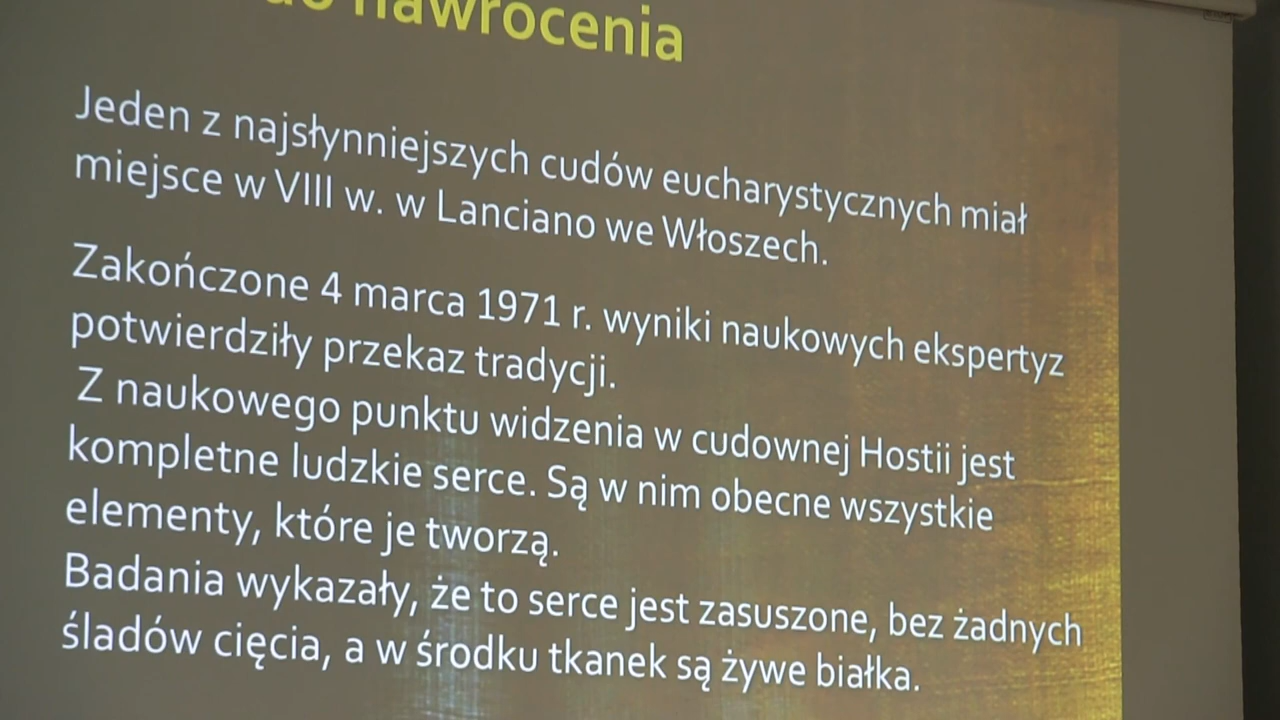 do nawrócenia
Jeden z najsłynniejszych cudów eucharystycznych miał
miejsce w VIII w. w Lanciano we Włoszech.
Zakończone 4 marca 1971 r. wyniki naukowych ekspertyz
potwierdziły przekaz tradycji.
Z naukowego punktu widzenia w cudownej Hostii jest
kompletne ludzkie serce. Są w nim obecne wszystkie
elementy, które je tworzą.
Badania wykazały, że to serce jest zasuszone, bez żadnych
śladów cięcia, a w środku tkanek są żywe białka.